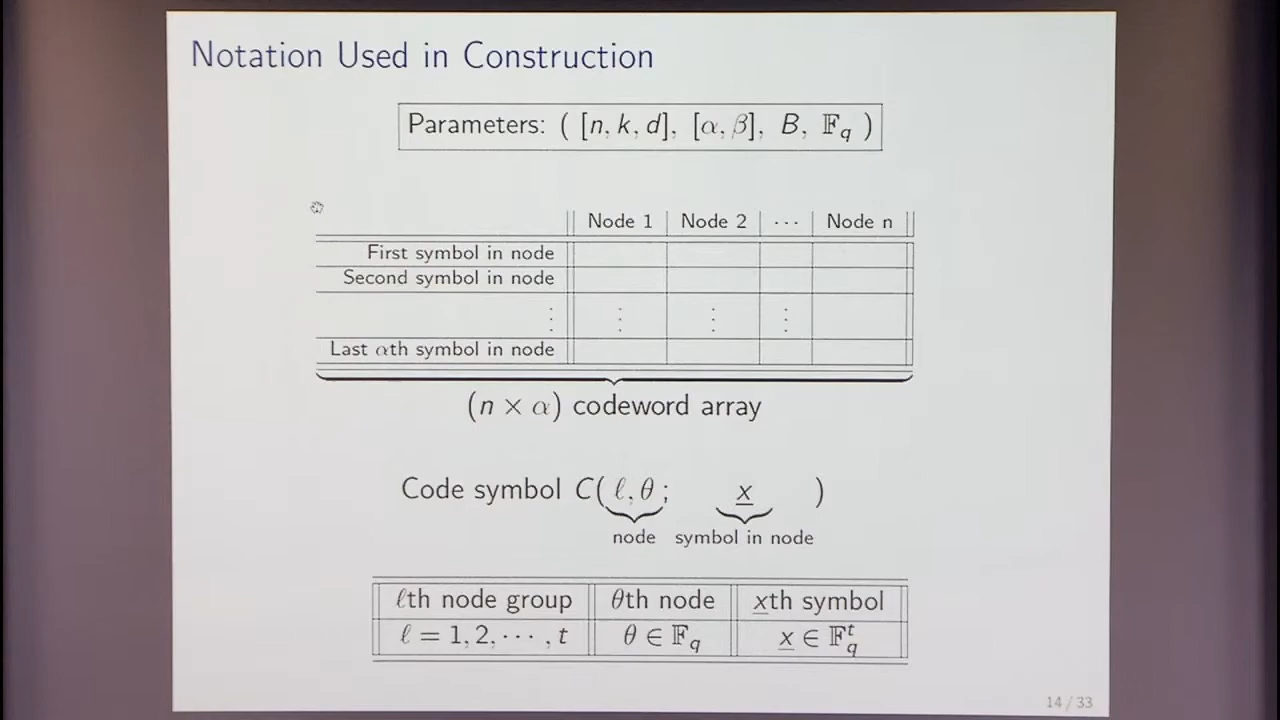 Notation Used in Construction
Parameters: ( [n, k, d], [α, β], B, 𝔽_q )
Node 1 Node 2 ··· Node n
First symbol in node
Second symbol in node
⋮ ⋮ ⋮ ⋮
Last αth symbol in node
(n × α) codeword array
Code symbol C(ℓ, θ; x̲)
node symbol in node
ℓth node group θth node x̲th symbol
ℓ = 1, 2, ··· , t θ ∈ 𝔽_q x̲ ∈ 𝔽_q^t
14 / 33